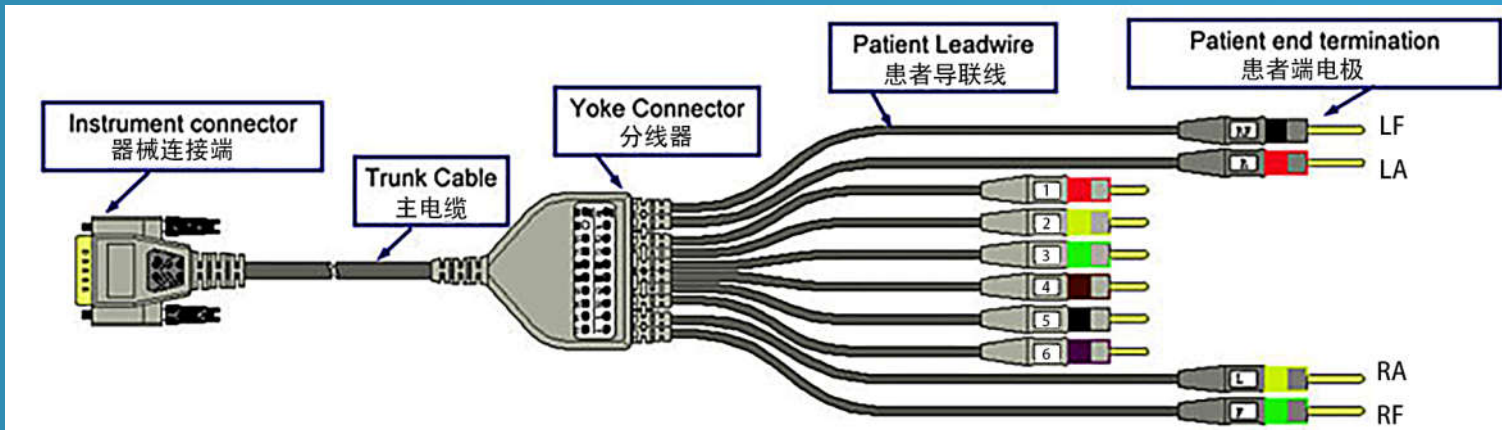 Instrument connector
器械连接端
Trunk Cable
主电缆
Yoke Connector
分线器
Patient Leadwire
患者导联线
Patient end termination
患者端电极
LF
LA
1
2
3
4
5
6
L
RA
F
RF